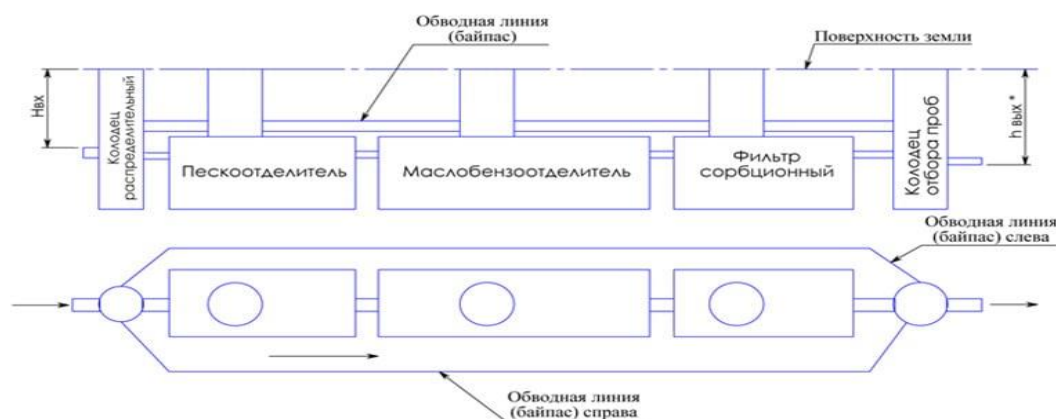 Обводная линия
(байпас)
Поверхность земли
Hвх
Колодец
распределительный
Пескоотделитель
Маслобензоотделитель
Фильтр
сорбционный
Колодец
отбора проб
h вых *
Обводная линия
(байпас) слева
Обводная линия
(байпас) справа